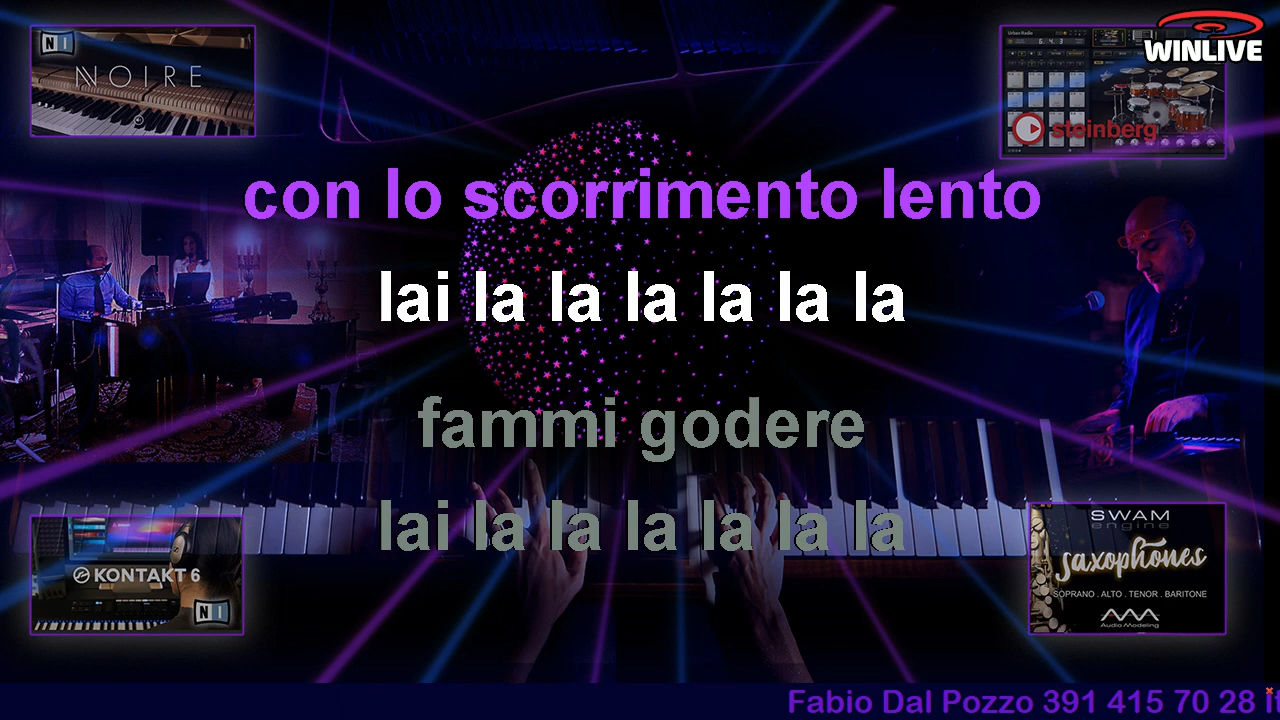 NI
NOIRE
WINLIVE
steinberg
con lo scorrimento lento
lai la la la la la la
fammi godere
lai la la la la la la
KONTAKT 6
NI
SWAM
engine
saxophones
SOPRANO . ALTO . TENOR . BARITONE
Audio Modeling
Fabio Dal Pozzo 391 415 70 28